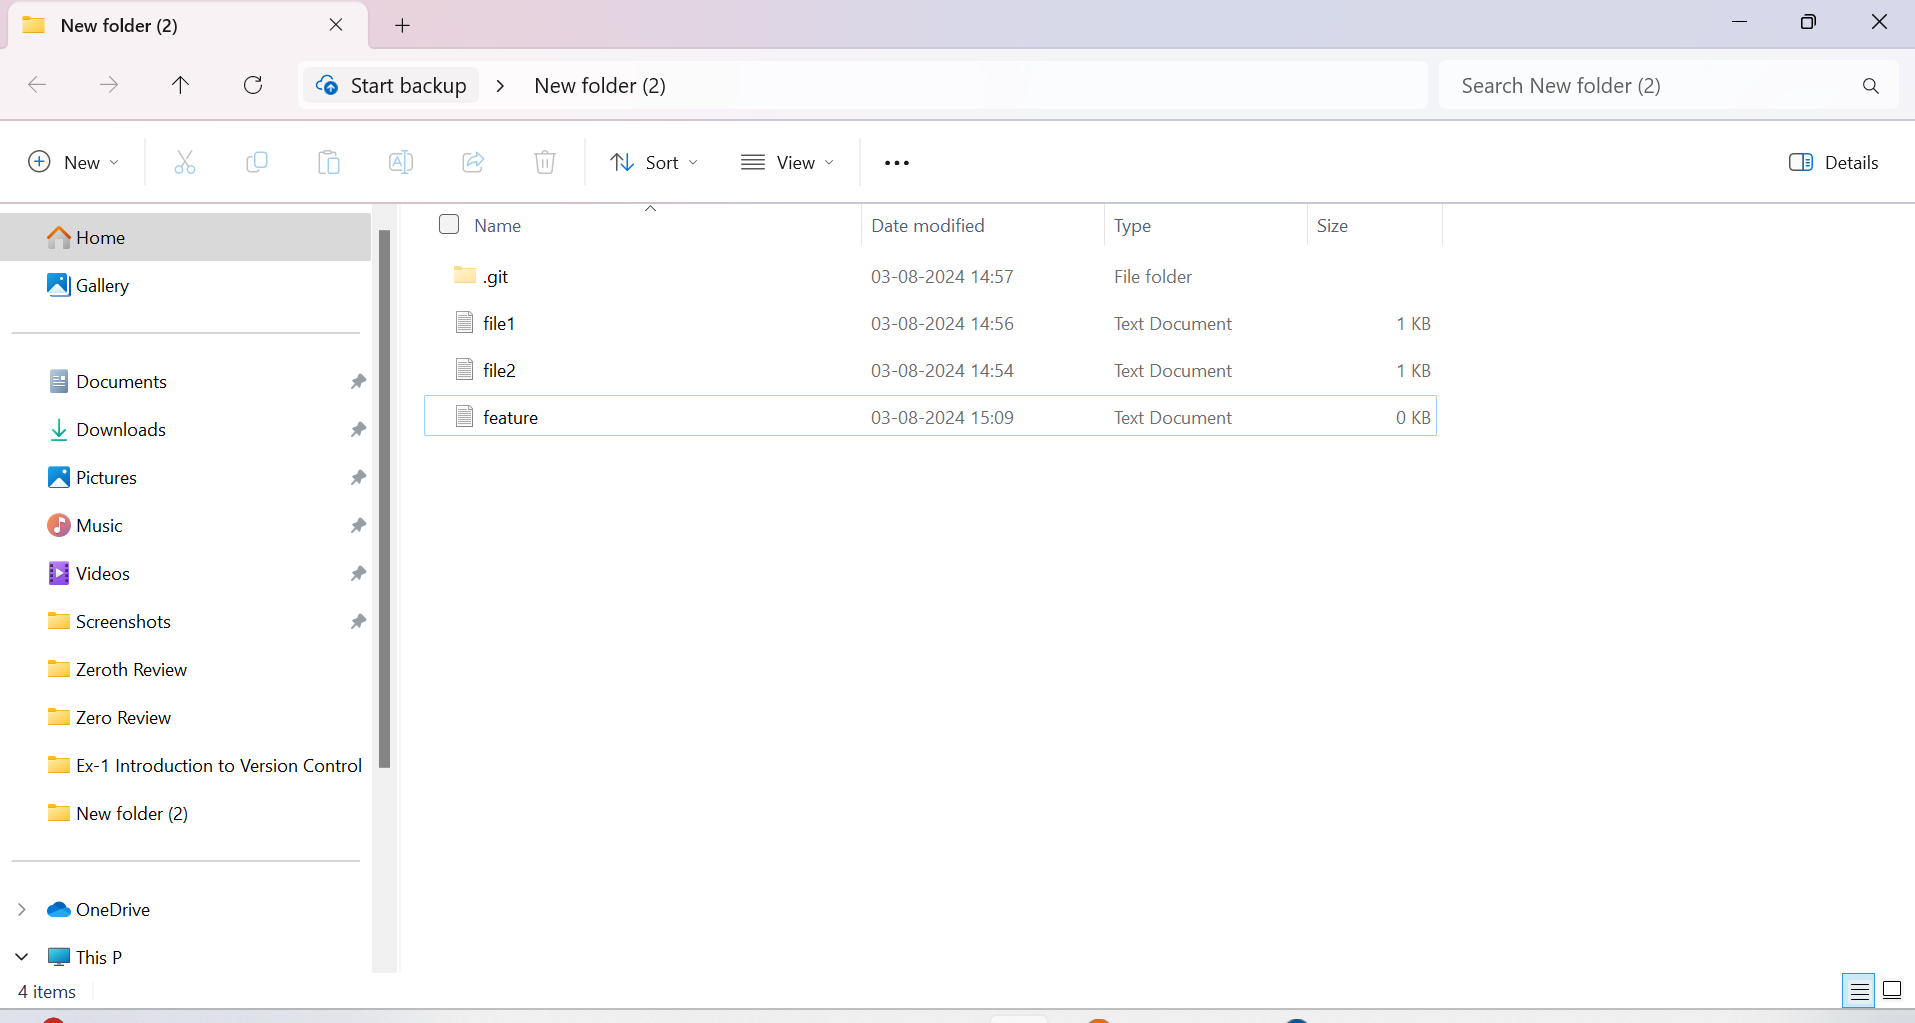 New folder (2)
Start backup > New folder (2)
Search New folder (2)
New
Sort
View
Details
Name Date modified Type Size
.git 03-08-2024 14:57 File folder
file1 03-08-2024 14:56 Text Document 1 KB
file2 03-08-2024 14:54 Text Document 1 KB
feature 03-08-2024 15:09 Text Document 0 KB
Home
Gallery
Documents
Downloads
Pictures
Music
Videos
Screenshots
Zeroth Review
Zero Review
Ex-1 Introduction to Version Control
New folder (2)
OneDrive
This P
4 items